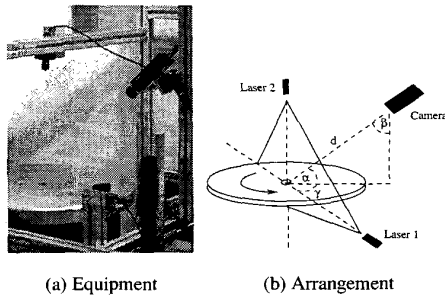 Laser 2
Camera
β
d
α
γ
Laser 1
(a) Equipment
(b) Arrangement